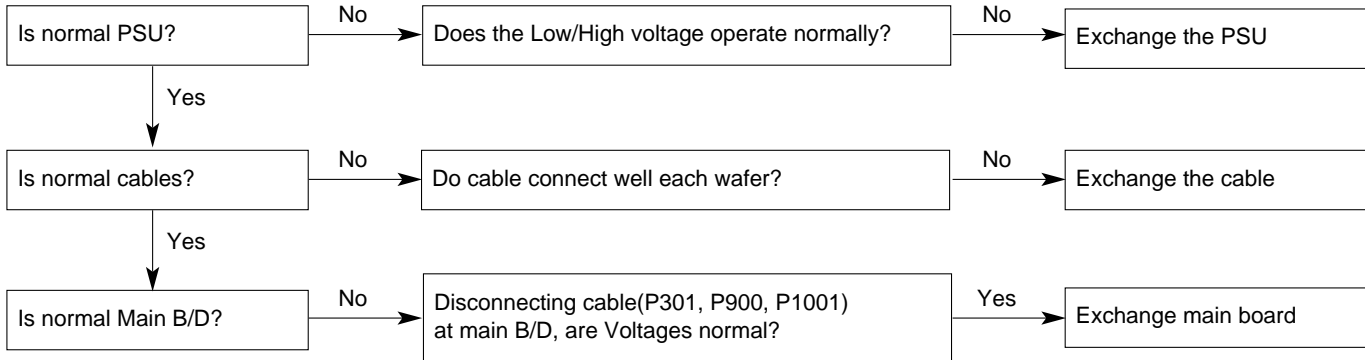 Is normal PSU?
No
Does the Low/High voltage operate normally?
No
Exchange the PSU
Yes
Is normal cables?
No
Do cable connect well each wafer?
No
Exchange the cable
Yes
Is normal Main B/D?
No
Disconnecting cable(P301, P900, P1001)
at main B/D, are Voltages normal?
Yes
Exchange main board